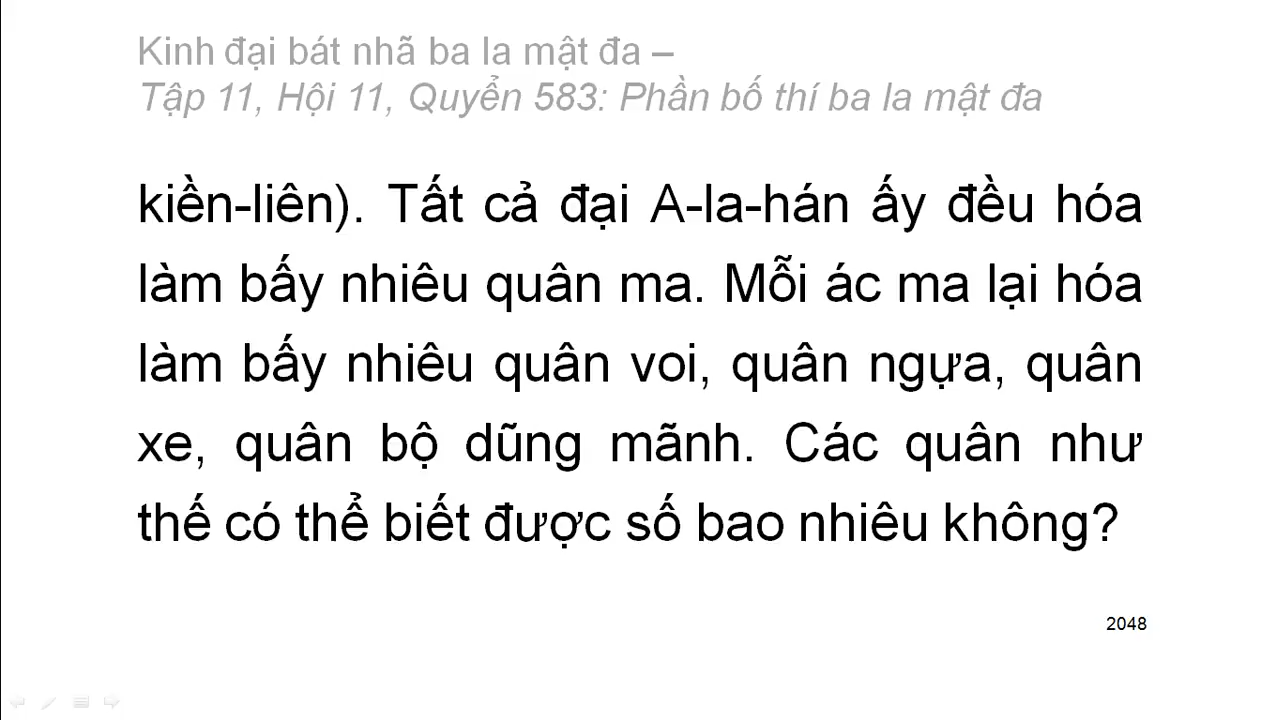 Kinh đại bát nhã ba la mật đa –
Tập 11, Hội 11, Quyển 583: Phần bố thí ba la mật đa
kiền-liên). Tất cả đại A-la-hán ấy đều hóa
làm bấy nhiêu quân ma. Mỗi ác ma lại hóa
làm bấy nhiêu quân voi, quân ngựa, quân
xe, quân bộ dũng mãnh. Các quân như
thế có thể biết được số bao nhiêu không?
2048